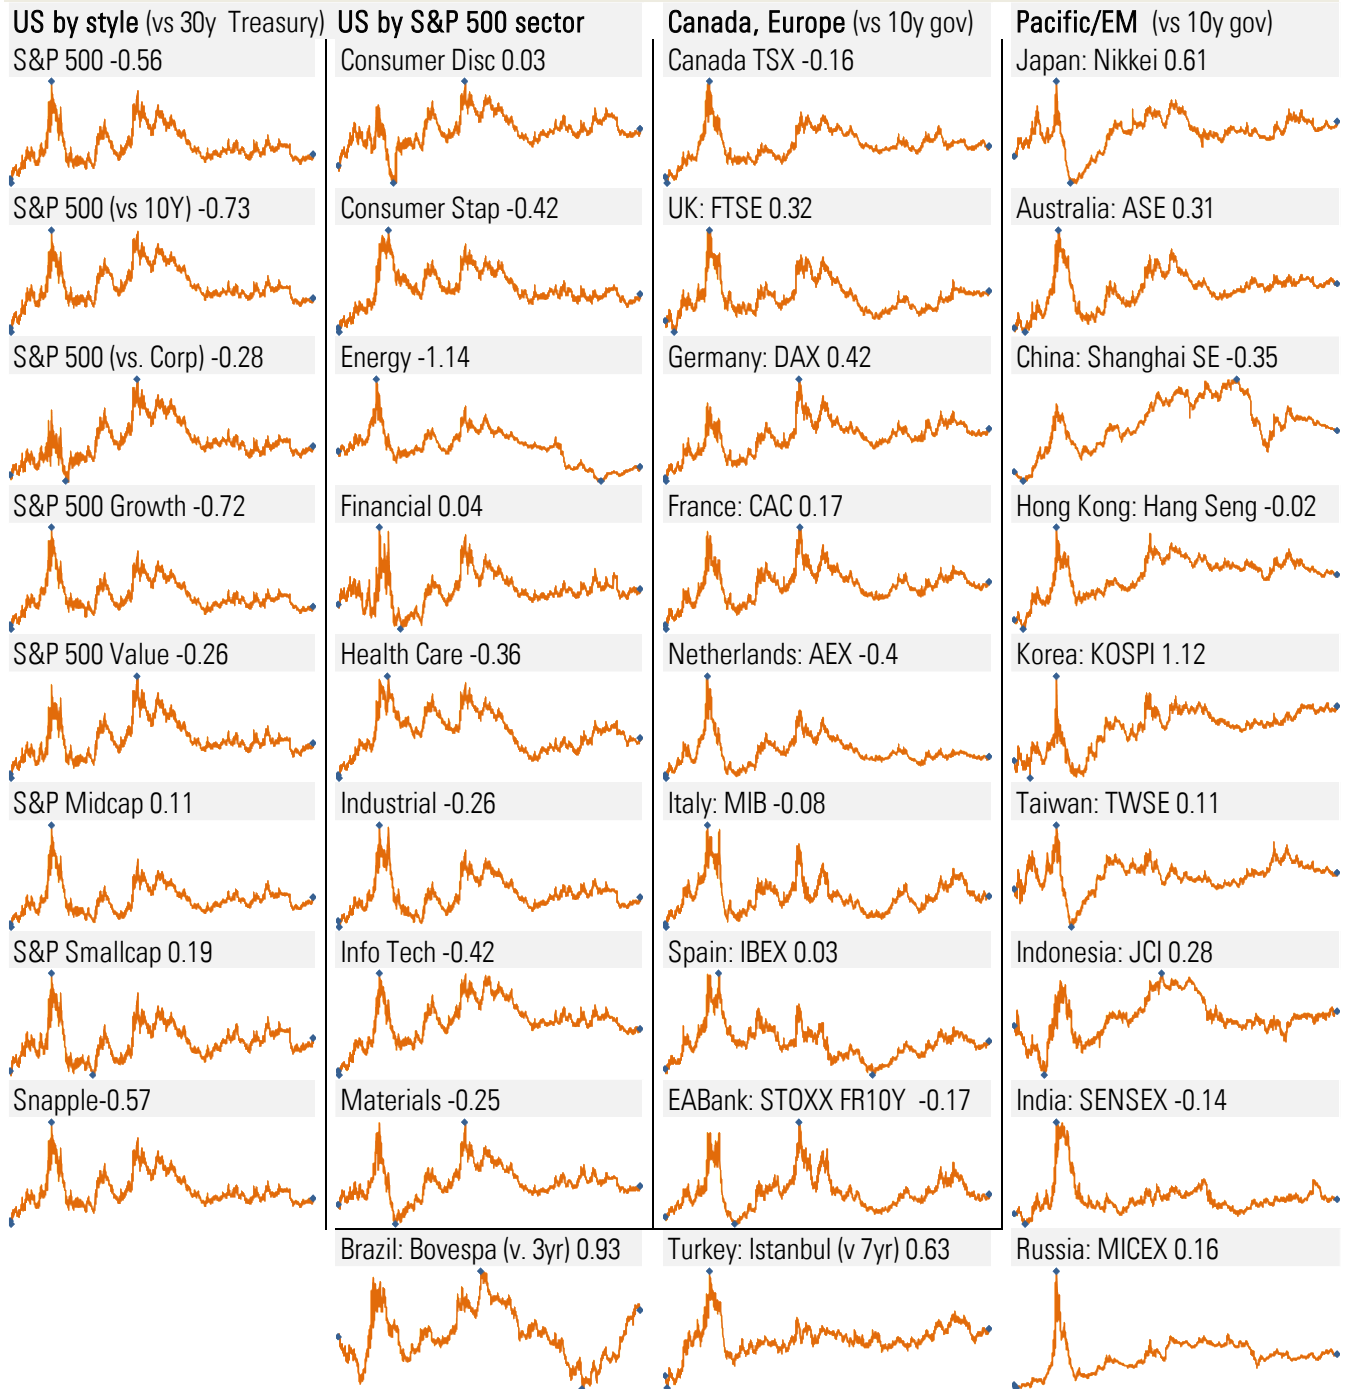 US by style (vs 30y Treasury)
S&P 500 -0.56
S&P 500 (vs 10Y) -0.73
S&P 500 (vs. Corp) -0.28
S&P 500 Growth -0.72
S&P 500 Value -0.26
S&P Midcap 0.11
S&P Smallcap 0.19
Snapple-0.57
US by S&P 500 sector
Consumer Disc 0.03
Consumer Stap -0.42
Energy -1.14
Financial 0.04
Health Care -0.36
Industrial -0.26
Info Tech -0.42
Materials -0.25
Brazil: Bovespa (v. 3yr) 0.93
Canada, Europe (vs 10y gov)
Canada TSX -0.16
UK: FTSE 0.32
Germany: DAX 0.42
France: CAC 0.17
Netherlands: AEX -0.4
Italy: MIB -0.08
Spain: IBEX 0.03
EABank: STOXX FR10Y -0.17
Turkey: Istanbul (v 7yr) 0.63
Pacific/EM (vs 10y gov)
Japan: Nikkei 0.61
Australia: ASE 0.31
China: Shanghai SE -0.35
Hong Kong: Hang Seng -0.02
Korea: KOSPI 1.12
Taiwan: TWSE 0.11
Indonesia: JCI 0.28
India: SENSEX -0.14
Russia: MICEX 0.16